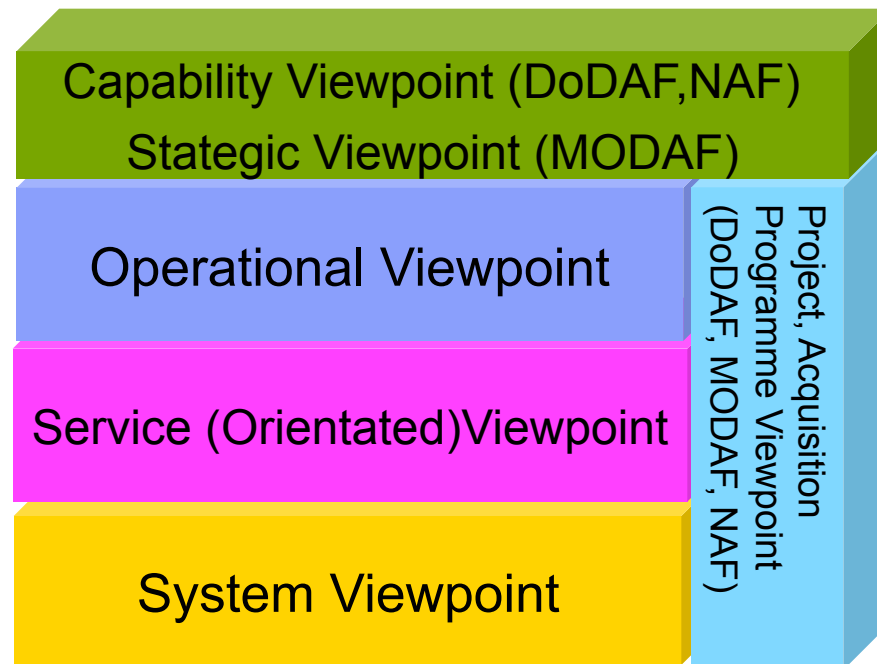 Capability Viewpoint (DoDAF,NAF)
Stategic Viewpoint (MODAF)
Operational Viewpoint
Service (Orientated)Viewpoint
System Viewpoint
Project, Acquisition
Programme Viewpoint
(DoDAF, MODAF, NAF)